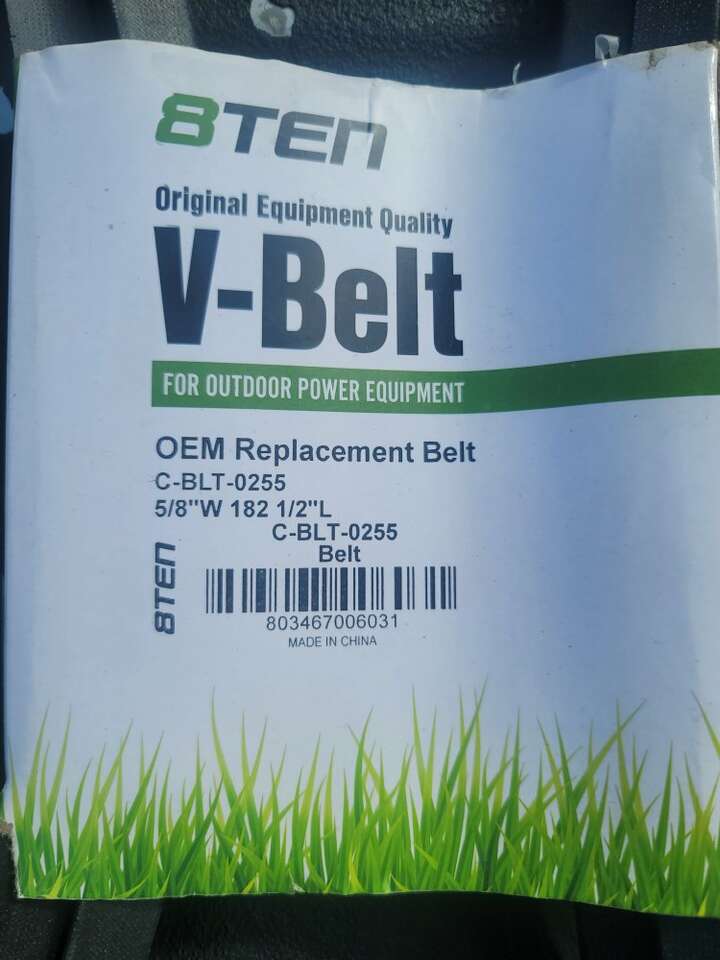 8TEN
Original Equipment Quality
V-Belt
FOR OUTDOOR POWER EQUIPMENT
OEM Replacement Belt
C-BLT-0255
5/8"W 182 1/2"L
C-BLT-0255
Belt
8TEN
803467006031
MADE IN CHINA